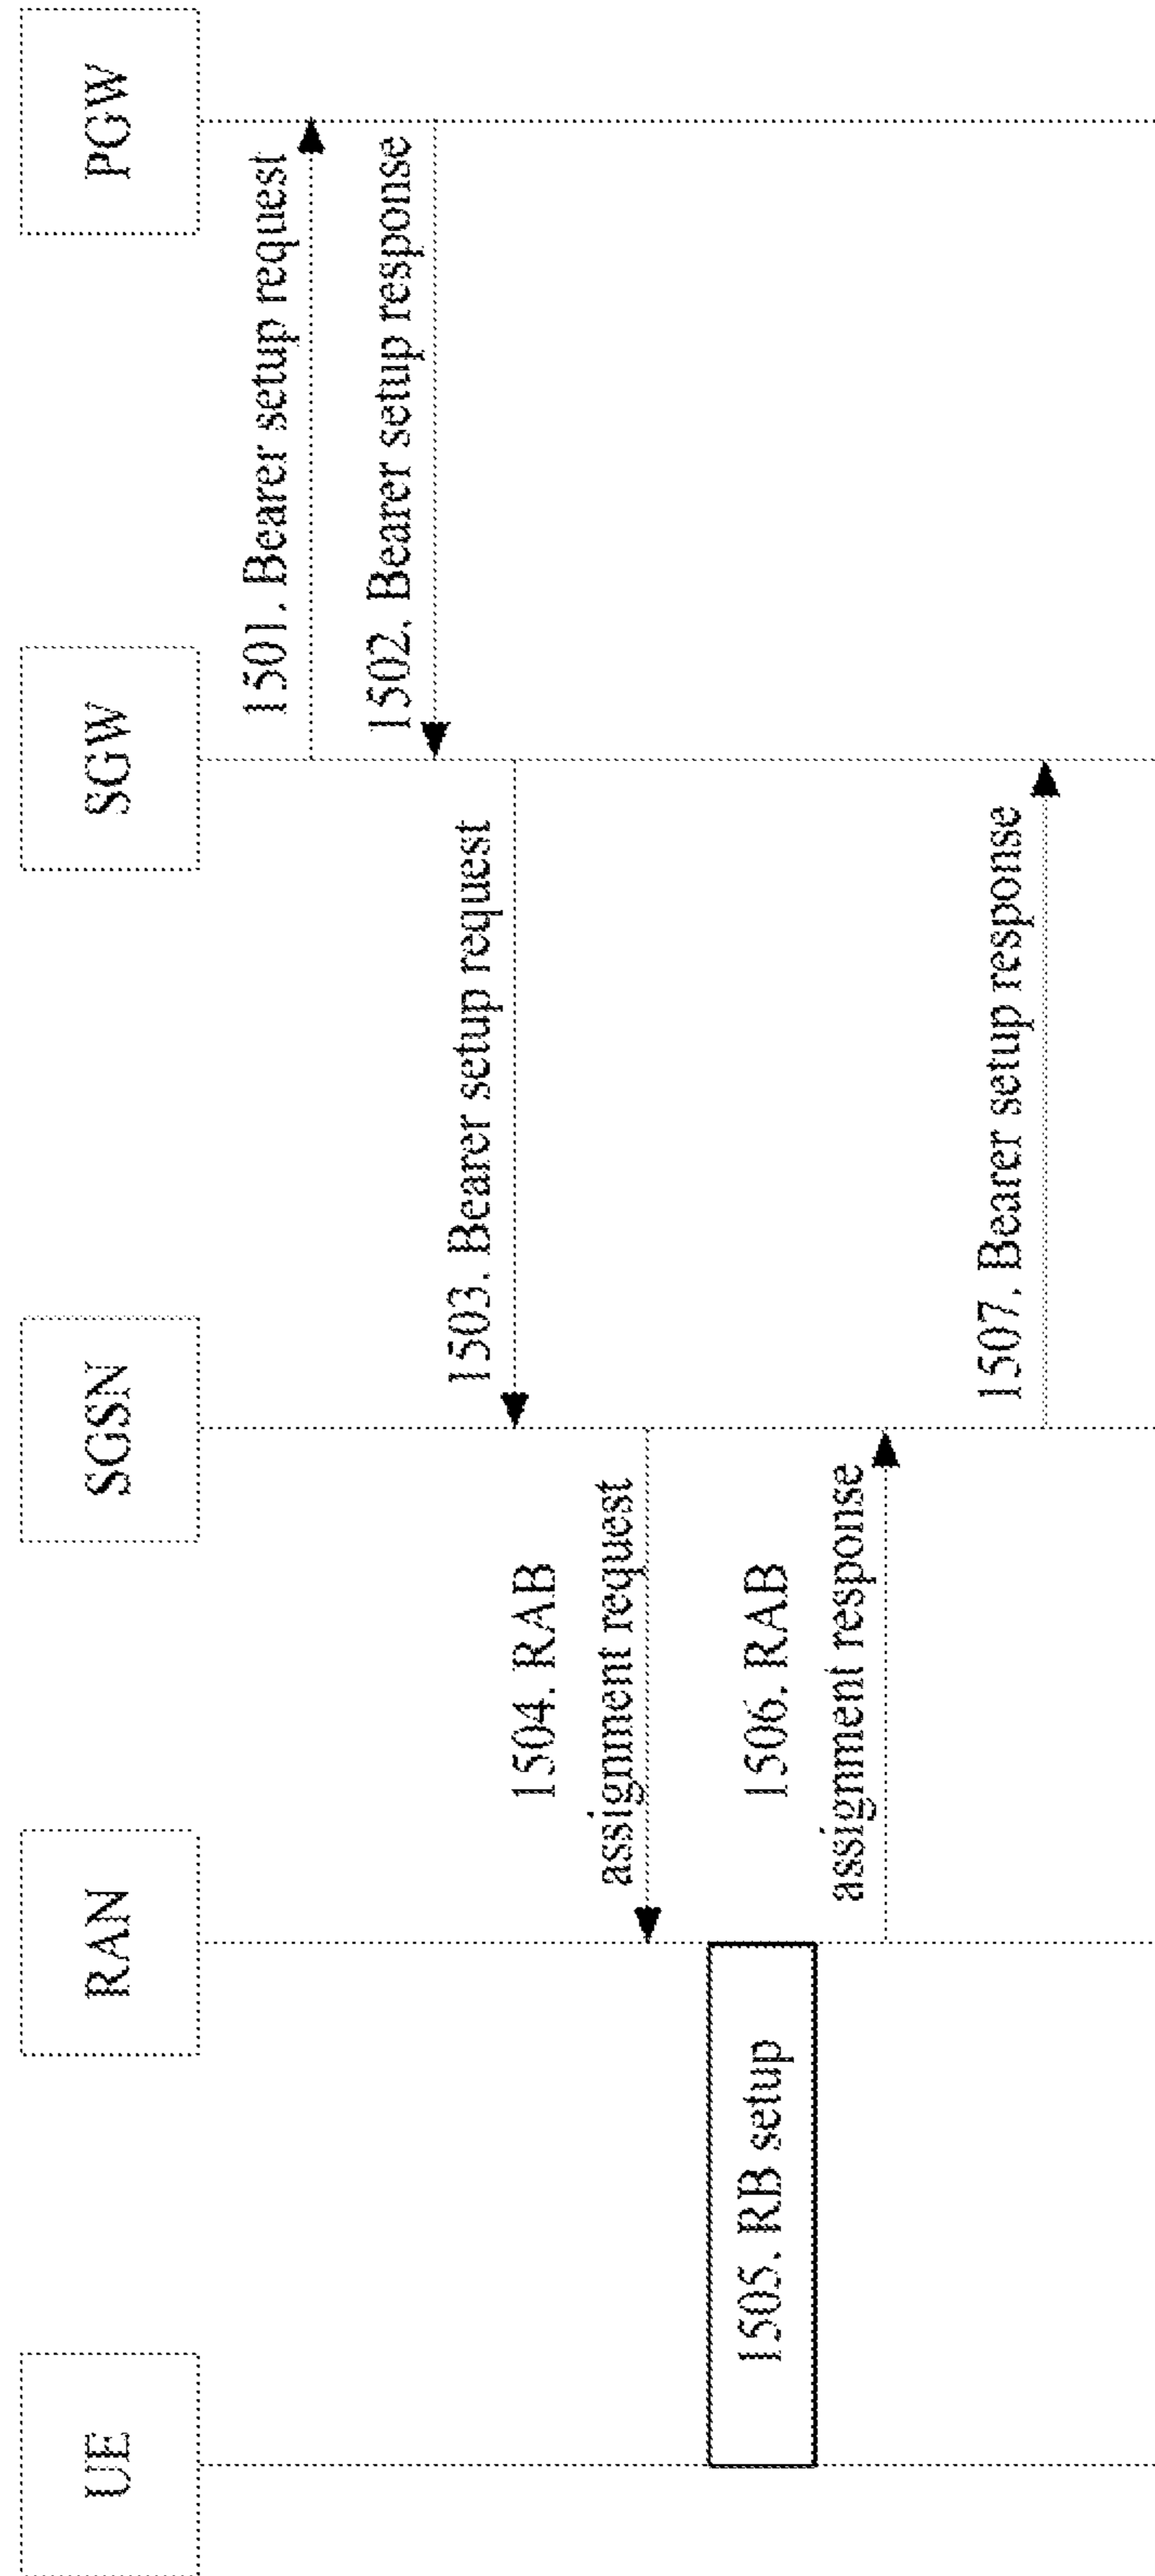 UE
RAN
SGSN
SGW
PGW
1501. Bearer setup request
1502. Bearer setup response
1503. Bearer setup request
1504. RAB
assignment request
1505. RB setup
1506. RAB
assignment response
1507. Bearer setup response